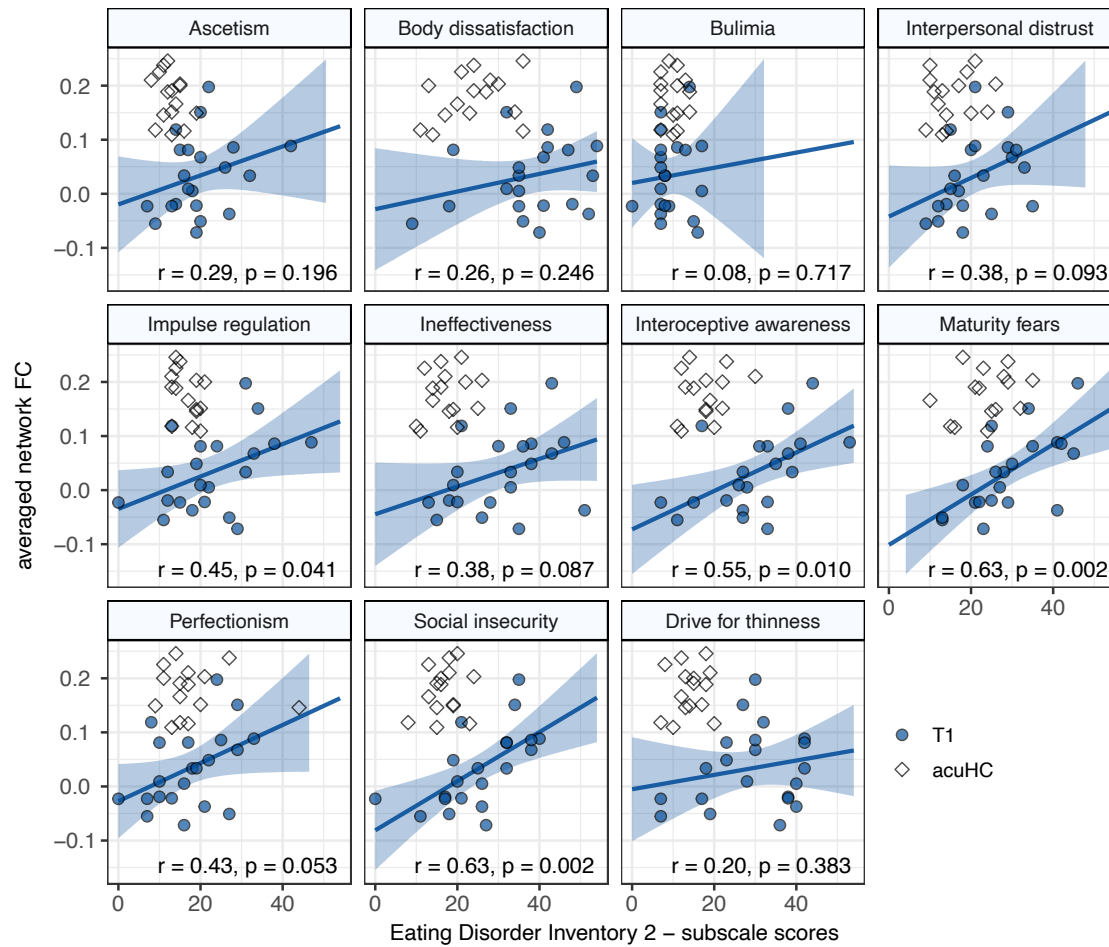 Ascetism
Body dissatisfaction
Bulimia
Interpersonal distrust
0.2
0.1
0.0
−0.1
r = 0.29, p = 0.196
r = 0.26, p = 0.246
r = 0.08, p = 0.717
r = 0.38, p = 0.093
Impulse regulation
Ineffectiveness
Interoceptive awareness
Maturity fears
averaged network FC
0.2
0.1
0.0
−0.1
r = 0.45, p = 0.041
r = 0.38, p = 0.087
r = 0.55, p = 0.010
r = 0.63, p = 0.002
0 20 40
Perfectionism
Social insecurity
Drive for thinness
0.2
0.1
0.0
−0.1
r = 0.43, p = 0.053
r = 0.63, p = 0.002
r = 0.20, p = 0.383
T1
acuHC
0 20 40
0 20 40
0 20 40
Eating Disorder Inventory 2 − subscale scores